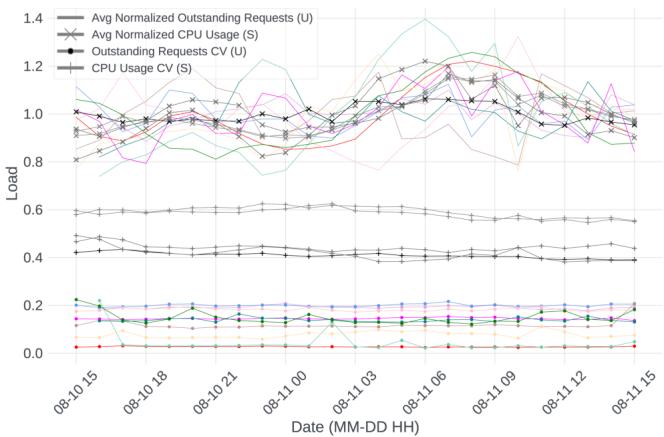 1.4
1.2
1.0
0.8
0.6
0.4
0.2
0.0
Load
Avg Normalized Outstanding Requests (U)
Avg Normalized CPU Usage (S)
Outstanding Requests CV (U)
CPU Usage CV (S)
08-10 15
08-10 18
08-10 21
08-11 00
08-11 03
08-11 06
08-11 09
08-11 12
08-11 15
Date (MM-DD HH)